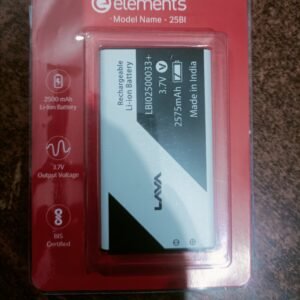 elements
Model Name - 25BI
2500 mAh
Li-Ion Battery
3.7V
Output Voltage
BIS
Certified
Rechargeable
Li-ion Battery
LBI02500033+
3.7V
2575mAh
Made in India
LAVA